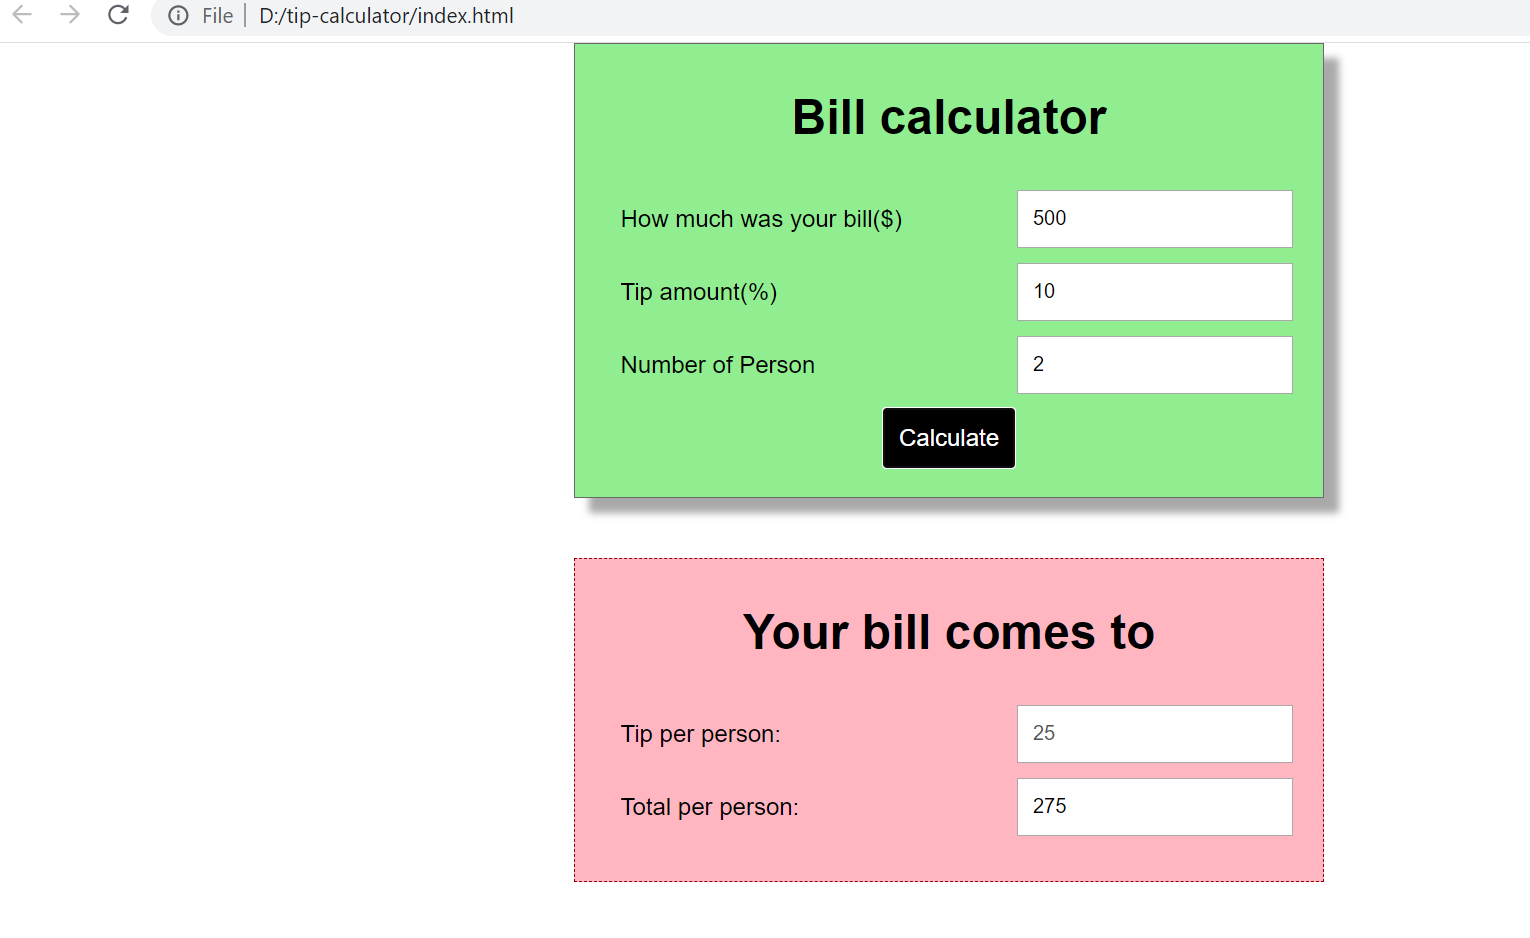 File D:/tip-calculator/index.html
Bill calculator
How much was your bill($) 500
Tip amount(%) 10
Number of Person 2
Calculate
Your bill comes to
Tip per person: 25
Total per person: 275